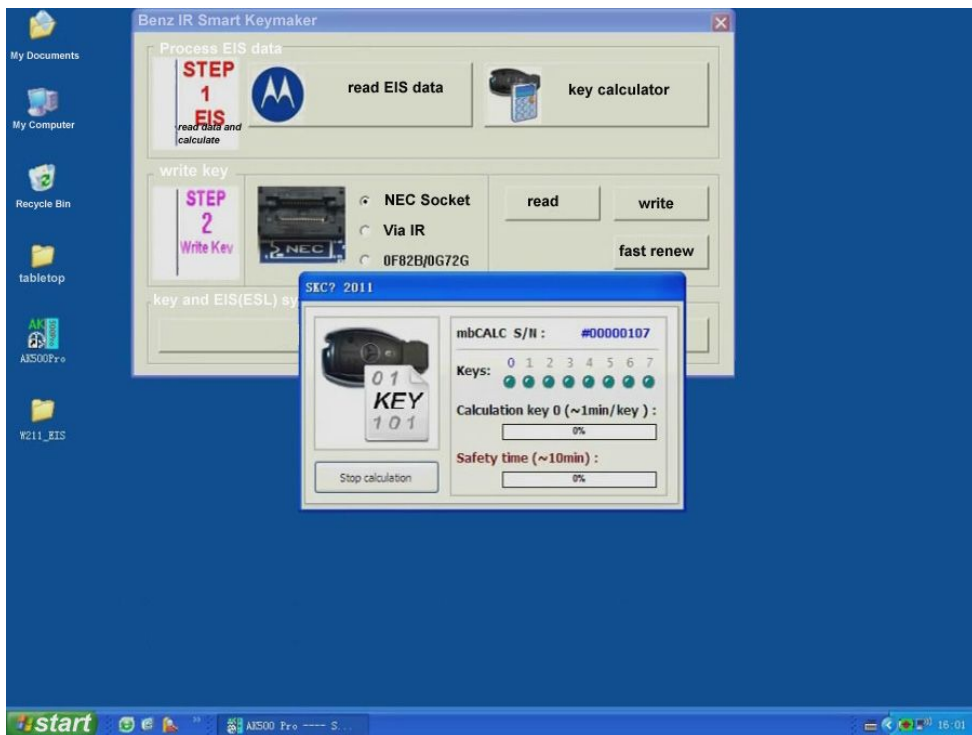 My Documents
My Computer
Recycle Bin
tabletop
AK500Pro
W211_EIS
Benz IR Smart Keymaker
Process EIS data
STEP
1
EIS
read data and
calculate
read EIS data
key calculator
write key
STEP
2
Write Key
NEC
NEC Socket
Via IR
0F82B/0G72G
read
write
fast renew
key and EIS(ESL) sy
SKC? 2011
01
KEY
101
Stop calculation
mbCALC S/N : #00000107
Keys: 0 1 2 3 4 5 6 7
Calculation key 0 (~1min/key ) :
0%
Safety time (~10min) :
0%
start
AK500 Pro ---- S...
16:01